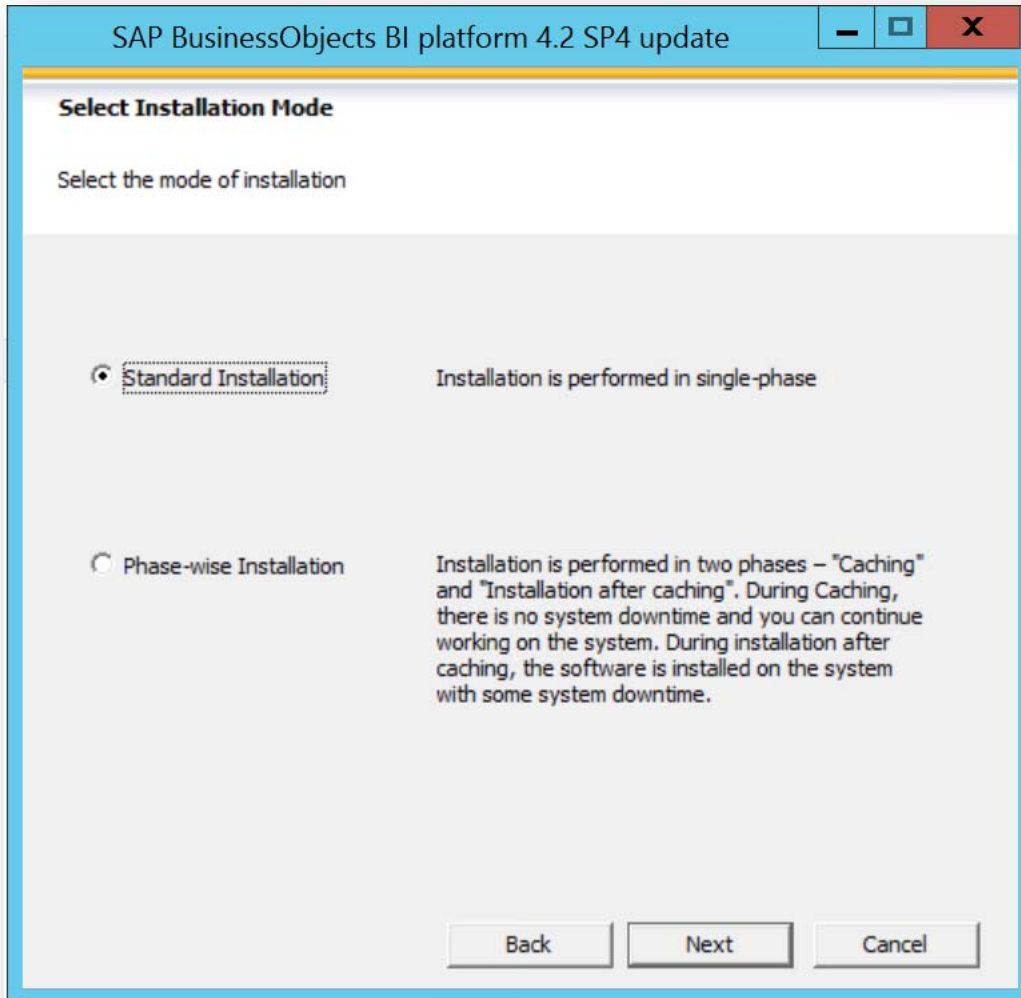 SAP BusinessObjects BI platform 4.2 SP4 update
X
Select Installation Mode
Select the mode of installation
Standard Installation
Installation is performed in single-phase
Phase-wise Installation
Installation is performed in two phases – "Caching"
and "Installation after caching". During Caching,
there is no system downtime and you can continue
working on the system. During installation after
caching, the software is installed on the system
with some system downtime.
Back
Next
Cancel